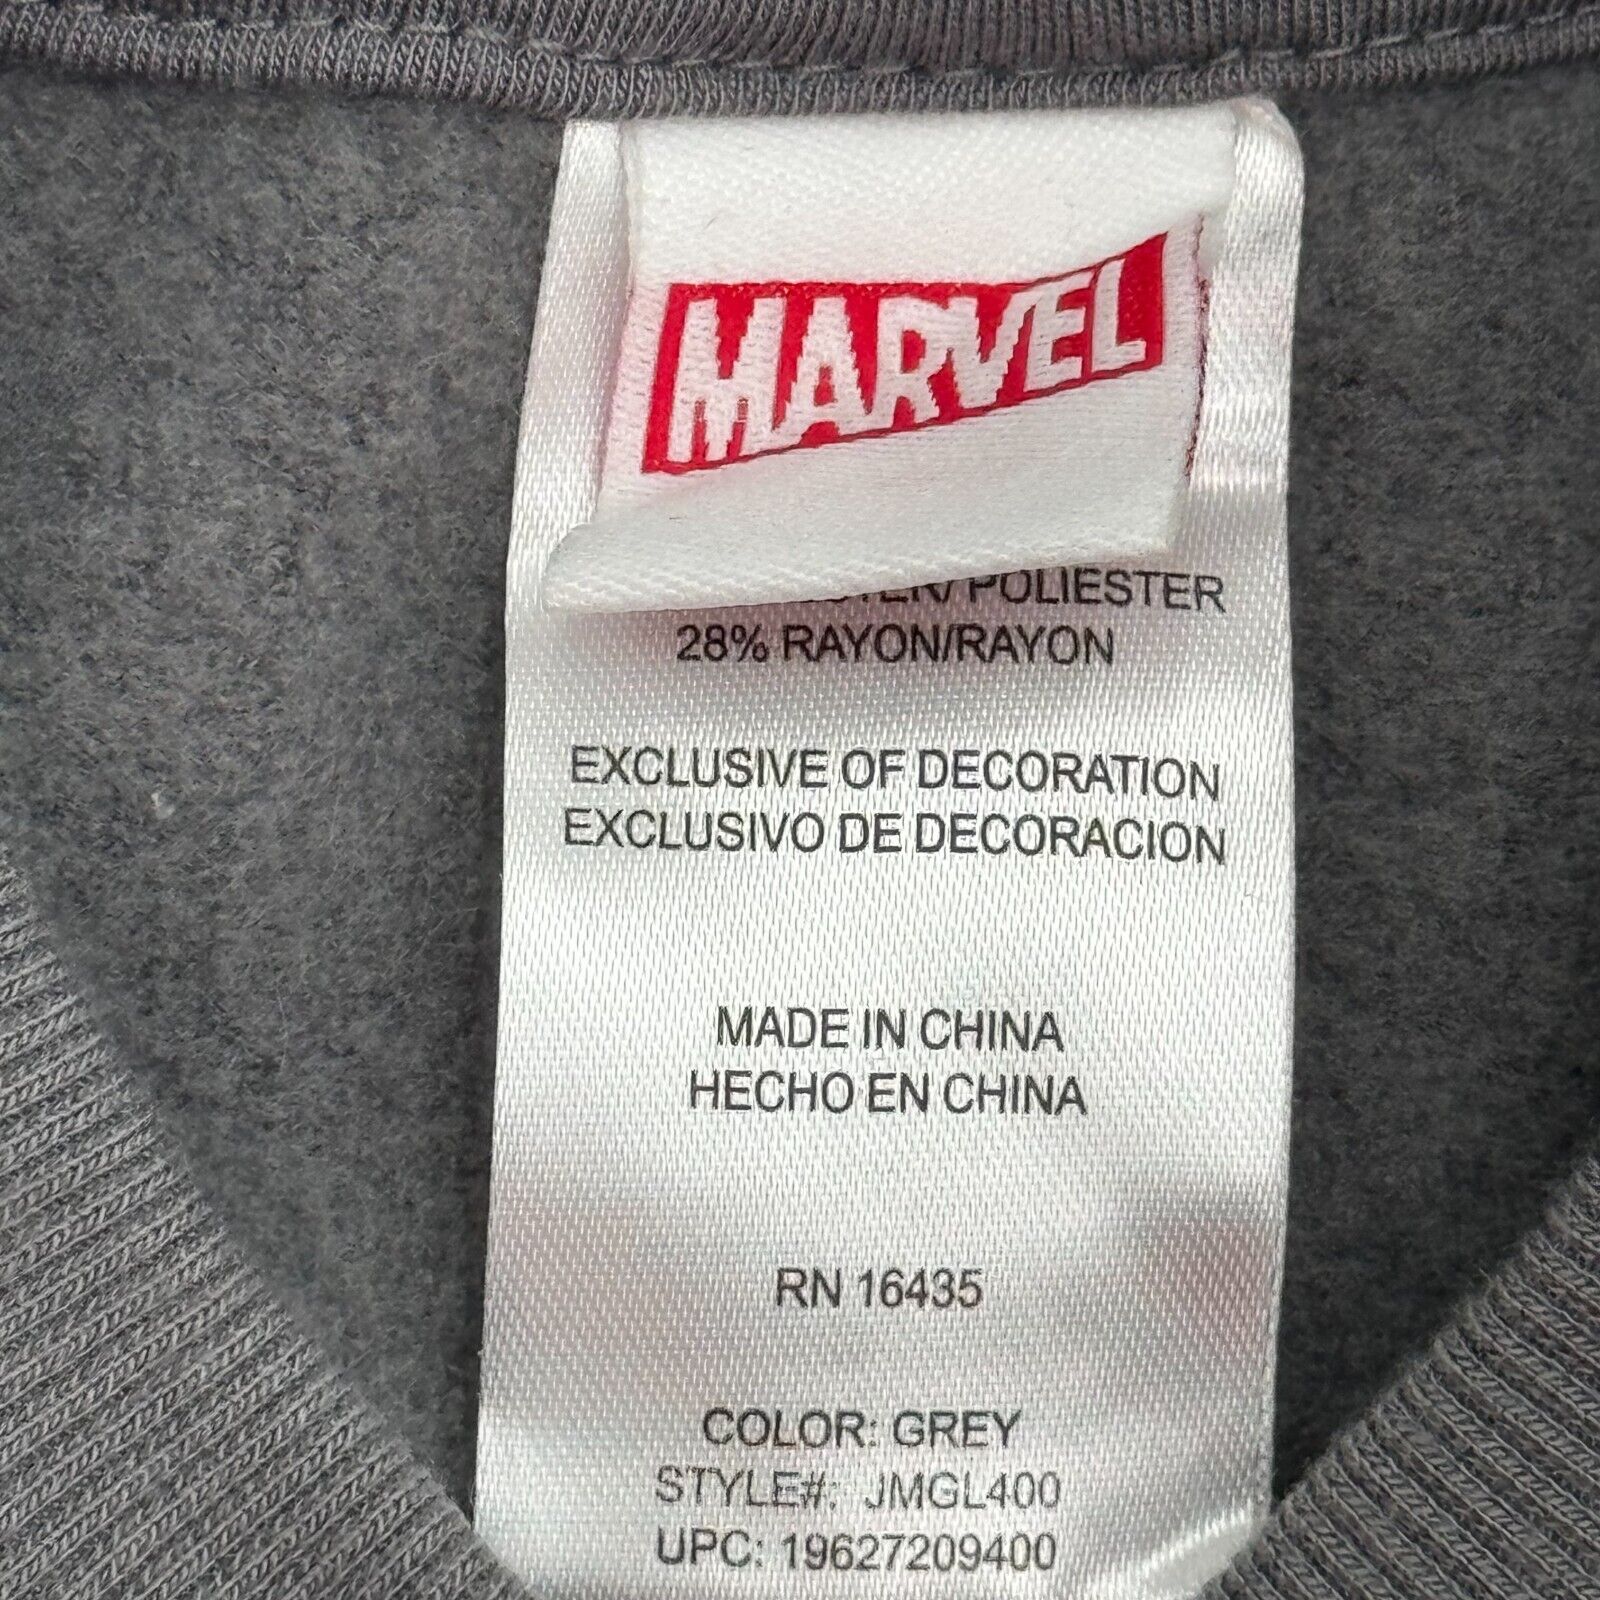 MARVEL
POLIESTER
28% RAYON/RAYON
EXCLUSIVE OF DECORATION
EXCLUSIVO DE DECORACION
MADE IN CHINA
HECHO EN CHINA
RN 16435
COLOR: GREY
STYLE#: JMGL400
UPC: 19627209400